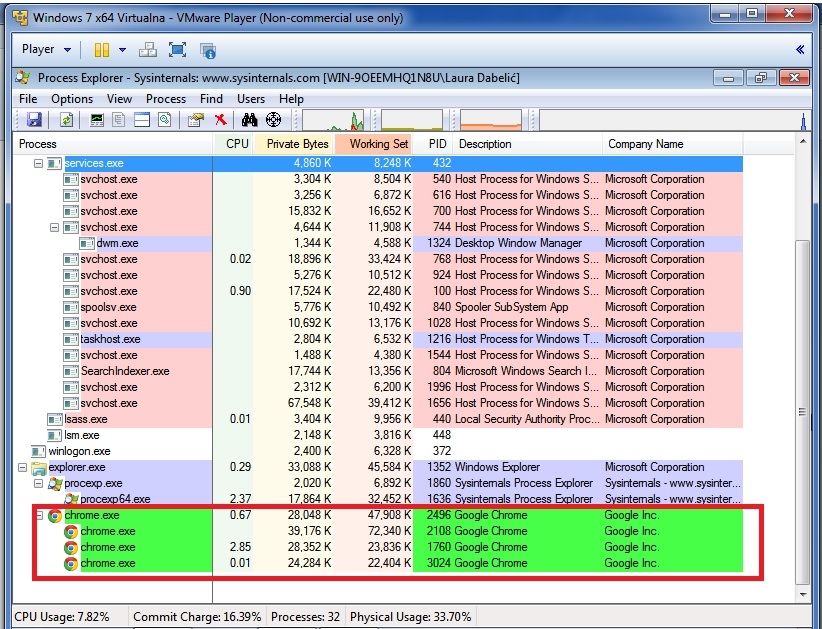 Windows 7 x64 Virtualna - VMware Player (Non-commercial use only)
Player
Process Explorer - Sysinternals: www.sysinternals.com [WIN-9OEEMHQ1N8U\Laura Dabelić]
File Options View Process Find Users Help
Process CPU Private Bytes Working Set PID Description Company Name
services.exe 4,860 K 8,248 K 432
svchost.exe 3,304 K 8,504 K 540 Host Process for Windows S... Microsoft Corporation
svchost.exe 3,256 K 6,872 K 616 Host Process for Windows S... Microsoft Corporation
svchost.exe 15,832 K 16,652 K 700 Host Process for Windows S... Microsoft Corporation
svchost.exe 4,644 K 11,908 K 744 Host Process for Windows S... Microsoft Corporation
dwm.exe 1,344 K 4,588 K 1324 Desktop Window Manager Microsoft Corporation
svchost.exe 0.02 18,896 K 33,424 K 768 Host Process for Windows S... Microsoft Corporation
svchost.exe 5,276 K 10,512 K 924 Host Process for Windows S... Microsoft Corporation
svchost.exe 0.90 17,524 K 22,480 K 100 Host Process for Windows S... Microsoft Corporation
spoolsv.exe 5,776 K 10,492 K 840 Spooler SubSystem App Microsoft Corporation
svchost.exe 10,692 K 13,176 K 1028 Host Process for Windows S... Microsoft Corporation
taskhost.exe 2,804 K 6,532 K 1216 Host Process for Windows T... Microsoft Corporation
svchost.exe 1,488 K 4,380 K 1544 Host Process for Windows S... Microsoft Corporation
SearchIndexer.exe 17,744 K 13,356 K 804 Microsoft Windows Search I... Microsoft Corporation
svchost.exe 2,312 K 6,200 K 1996 Host Process for Windows S... Microsoft Corporation
svchost.exe 67,548 K 39,412 K 1656 Host Process for Windows S... Microsoft Corporation
lsass.exe 0.01 3,404 K 9,956 K 440 Local Security Authority Proc... Microsoft Corporation
lsm.exe 2,148 K 3,816 K 448
winlogon.exe 2,400 K 6,328 K 372
explorer.exe 0.29 33,088 K 45,584 K 1352 Windows Explorer Microsoft Corporation
procexp.exe 2,020 K 6,892 K 1860 Sysinternals Process Explorer Sysinternals - www.sysinter...
procexp64.exe 2.37 17,864 K 32,452 K 1636 Sysinternals Process Explorer Sysinternals - www.sysinter...
chrome.exe 0.67 28,048 K 47,908 K 2496 Google Chrome Google Inc.
chrome.exe 39,176 K 72,340 K 2108 Google Chrome Google Inc.
chrome.exe 2.85 28,352 K 23,836 K 1760 Google Chrome Google Inc.
chrome.exe 0.01 24,284 K 22,404 K 3024 Google Chrome Google Inc.
CPU Usage: 7.82% Commit Charge: 16.39% Processes: 32 Physical Usage: 33.70%